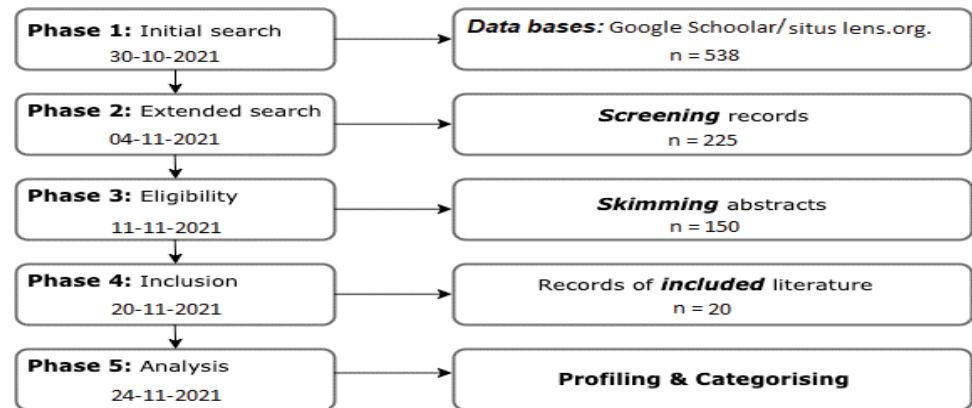 Phase 1: Initial search
30-10-2021
Data bases: Google Schoolar/situs lens.org.
n = 538
Phase 2: Extended search
04-11-2021
Screening records
n = 225
Phase 3: Eligibility
11-11-2021
Skimming abstracts
n = 150
Phase 4: Inclusion
20-11-2021
Records of included literature
n = 20
Phase 5: Analysis
24-11-2021
Profiling & Categorising